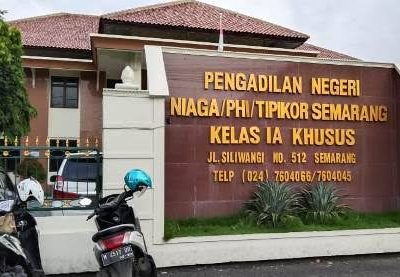 PENGADILAN NEGERI
NIAGA/PHI/TIPIKOR SEMARANG
KELAS IA KHUSUS
JL. SILIWANGI NO. 512 SEMARANG
TELP (024) 7604066/7604045